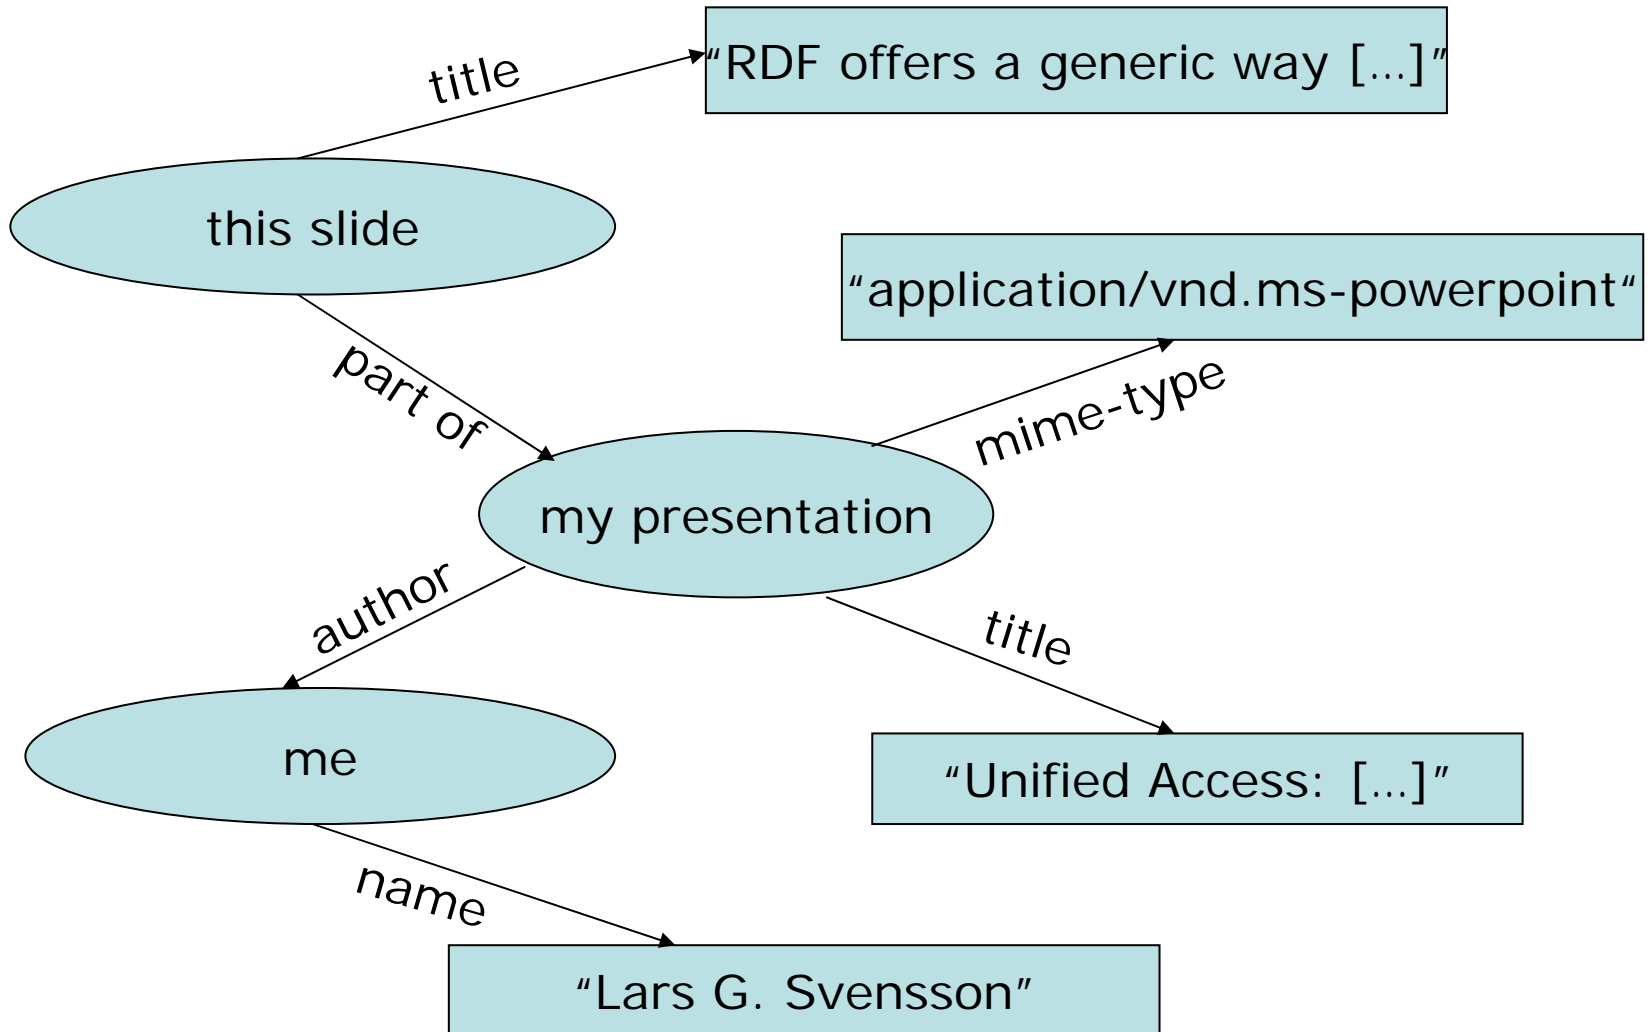 title
“RDF offers a generic way [...]”
this slide
“application/vnd.ms-powerpoint“
part of
mime-type
my presentation
author
title
me
“Unified Access: [...]”
name
“Lars G. Svensson”